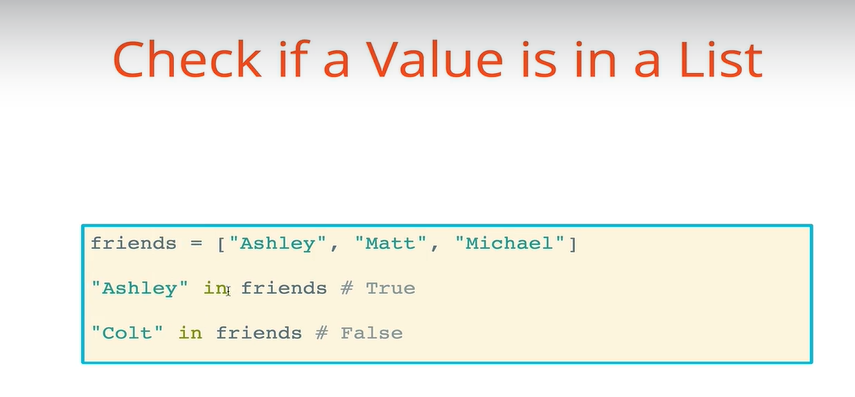 Check if a Value is in a List
friends = ["Ashley", "Matt", "Michael"]
"Ashley" in friends # True
"Colt" in friends # False